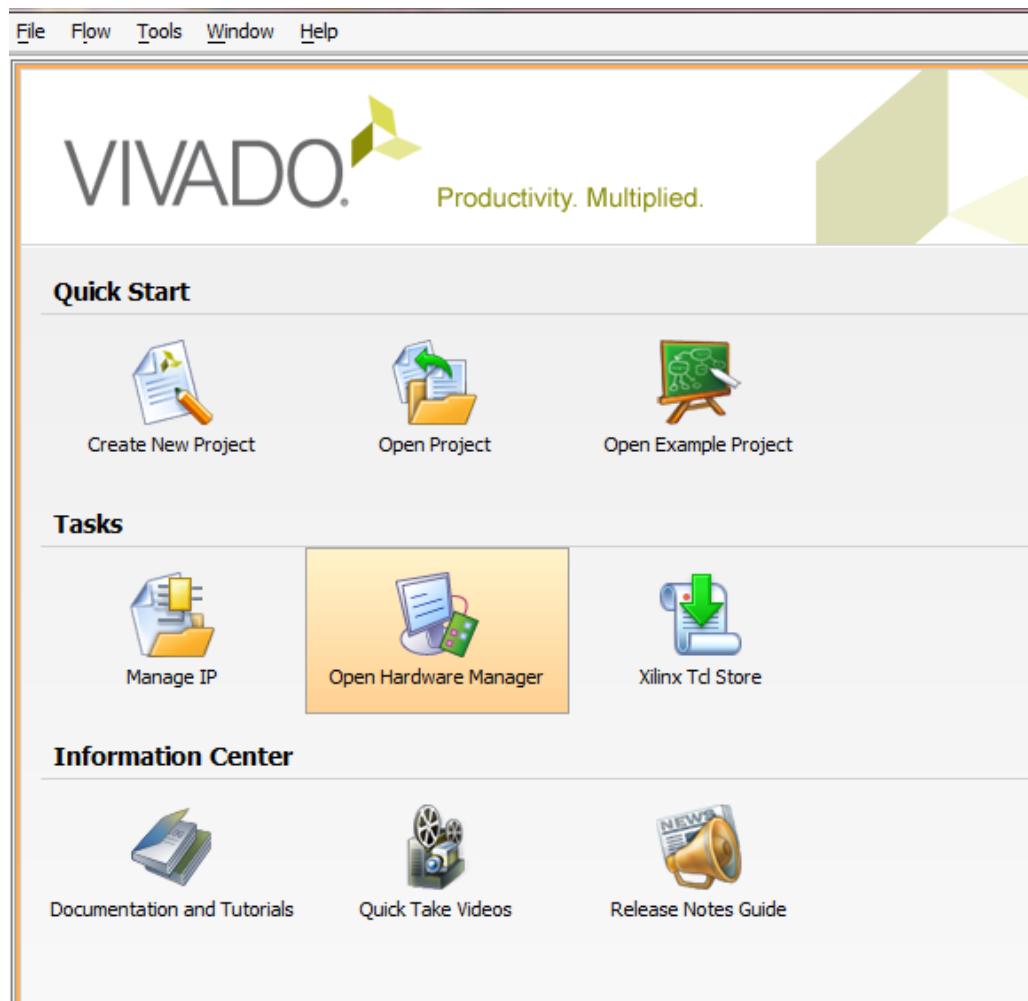 File Flow Tools Window Help
VIVADO.
Productivity. Multiplied.
Quick Start
Create New Project Open Project Open Example Project
Tasks
Manage IP Open Hardware Manager Xilinx Tcl Store
Information Center
NEWS
Documentation and Tutorials Quick Take Videos Release Notes Guide